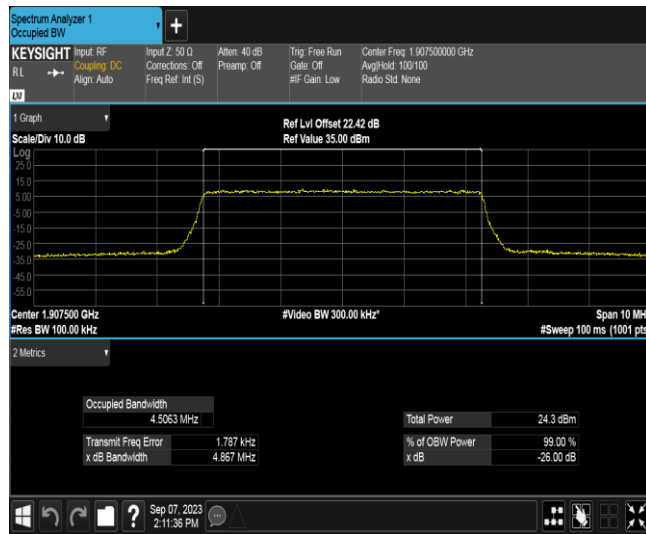 Spectrum Analyzer 1
Occupied BW
+
KEYSIGHT Input: RF Input Z: 50 Ω Atten: 40 dB Trig: Free Run Center Freq: 1.907500000 GHz
RL Coupling: DC Corrections: Off Preamp: Off Gate: Off Avg|Hold: 100/100
Align: Auto Freq Ref: Int (S) #IF Gain: Low Radio Std: None
LXI
1 Graph
Ref Lvl Offset 22.42 dB
Scale/Div 10.0 dB Ref Value 35.00 dBm
Log
25.0
15.0
5.00
-5.00
-15.0
-25.0
-35.0
-45.0
-55.0
Center 1.907500 GHz #Video BW 300.00 kHz* Span 10 MH
#Res BW 100.00 kHz #Sweep 100 ms (1001 pts
2 Metrics
Occupied Bandwidth
4.5063 MHz Total Power 24.3 dBm
Transmit Freq Error 1.787 kHz % of OBW Power 99.00 %
x dB Bandwidth 4.867 MHz x dB -26.00 dB
? Sep 07, 2023
2:11:36 PM